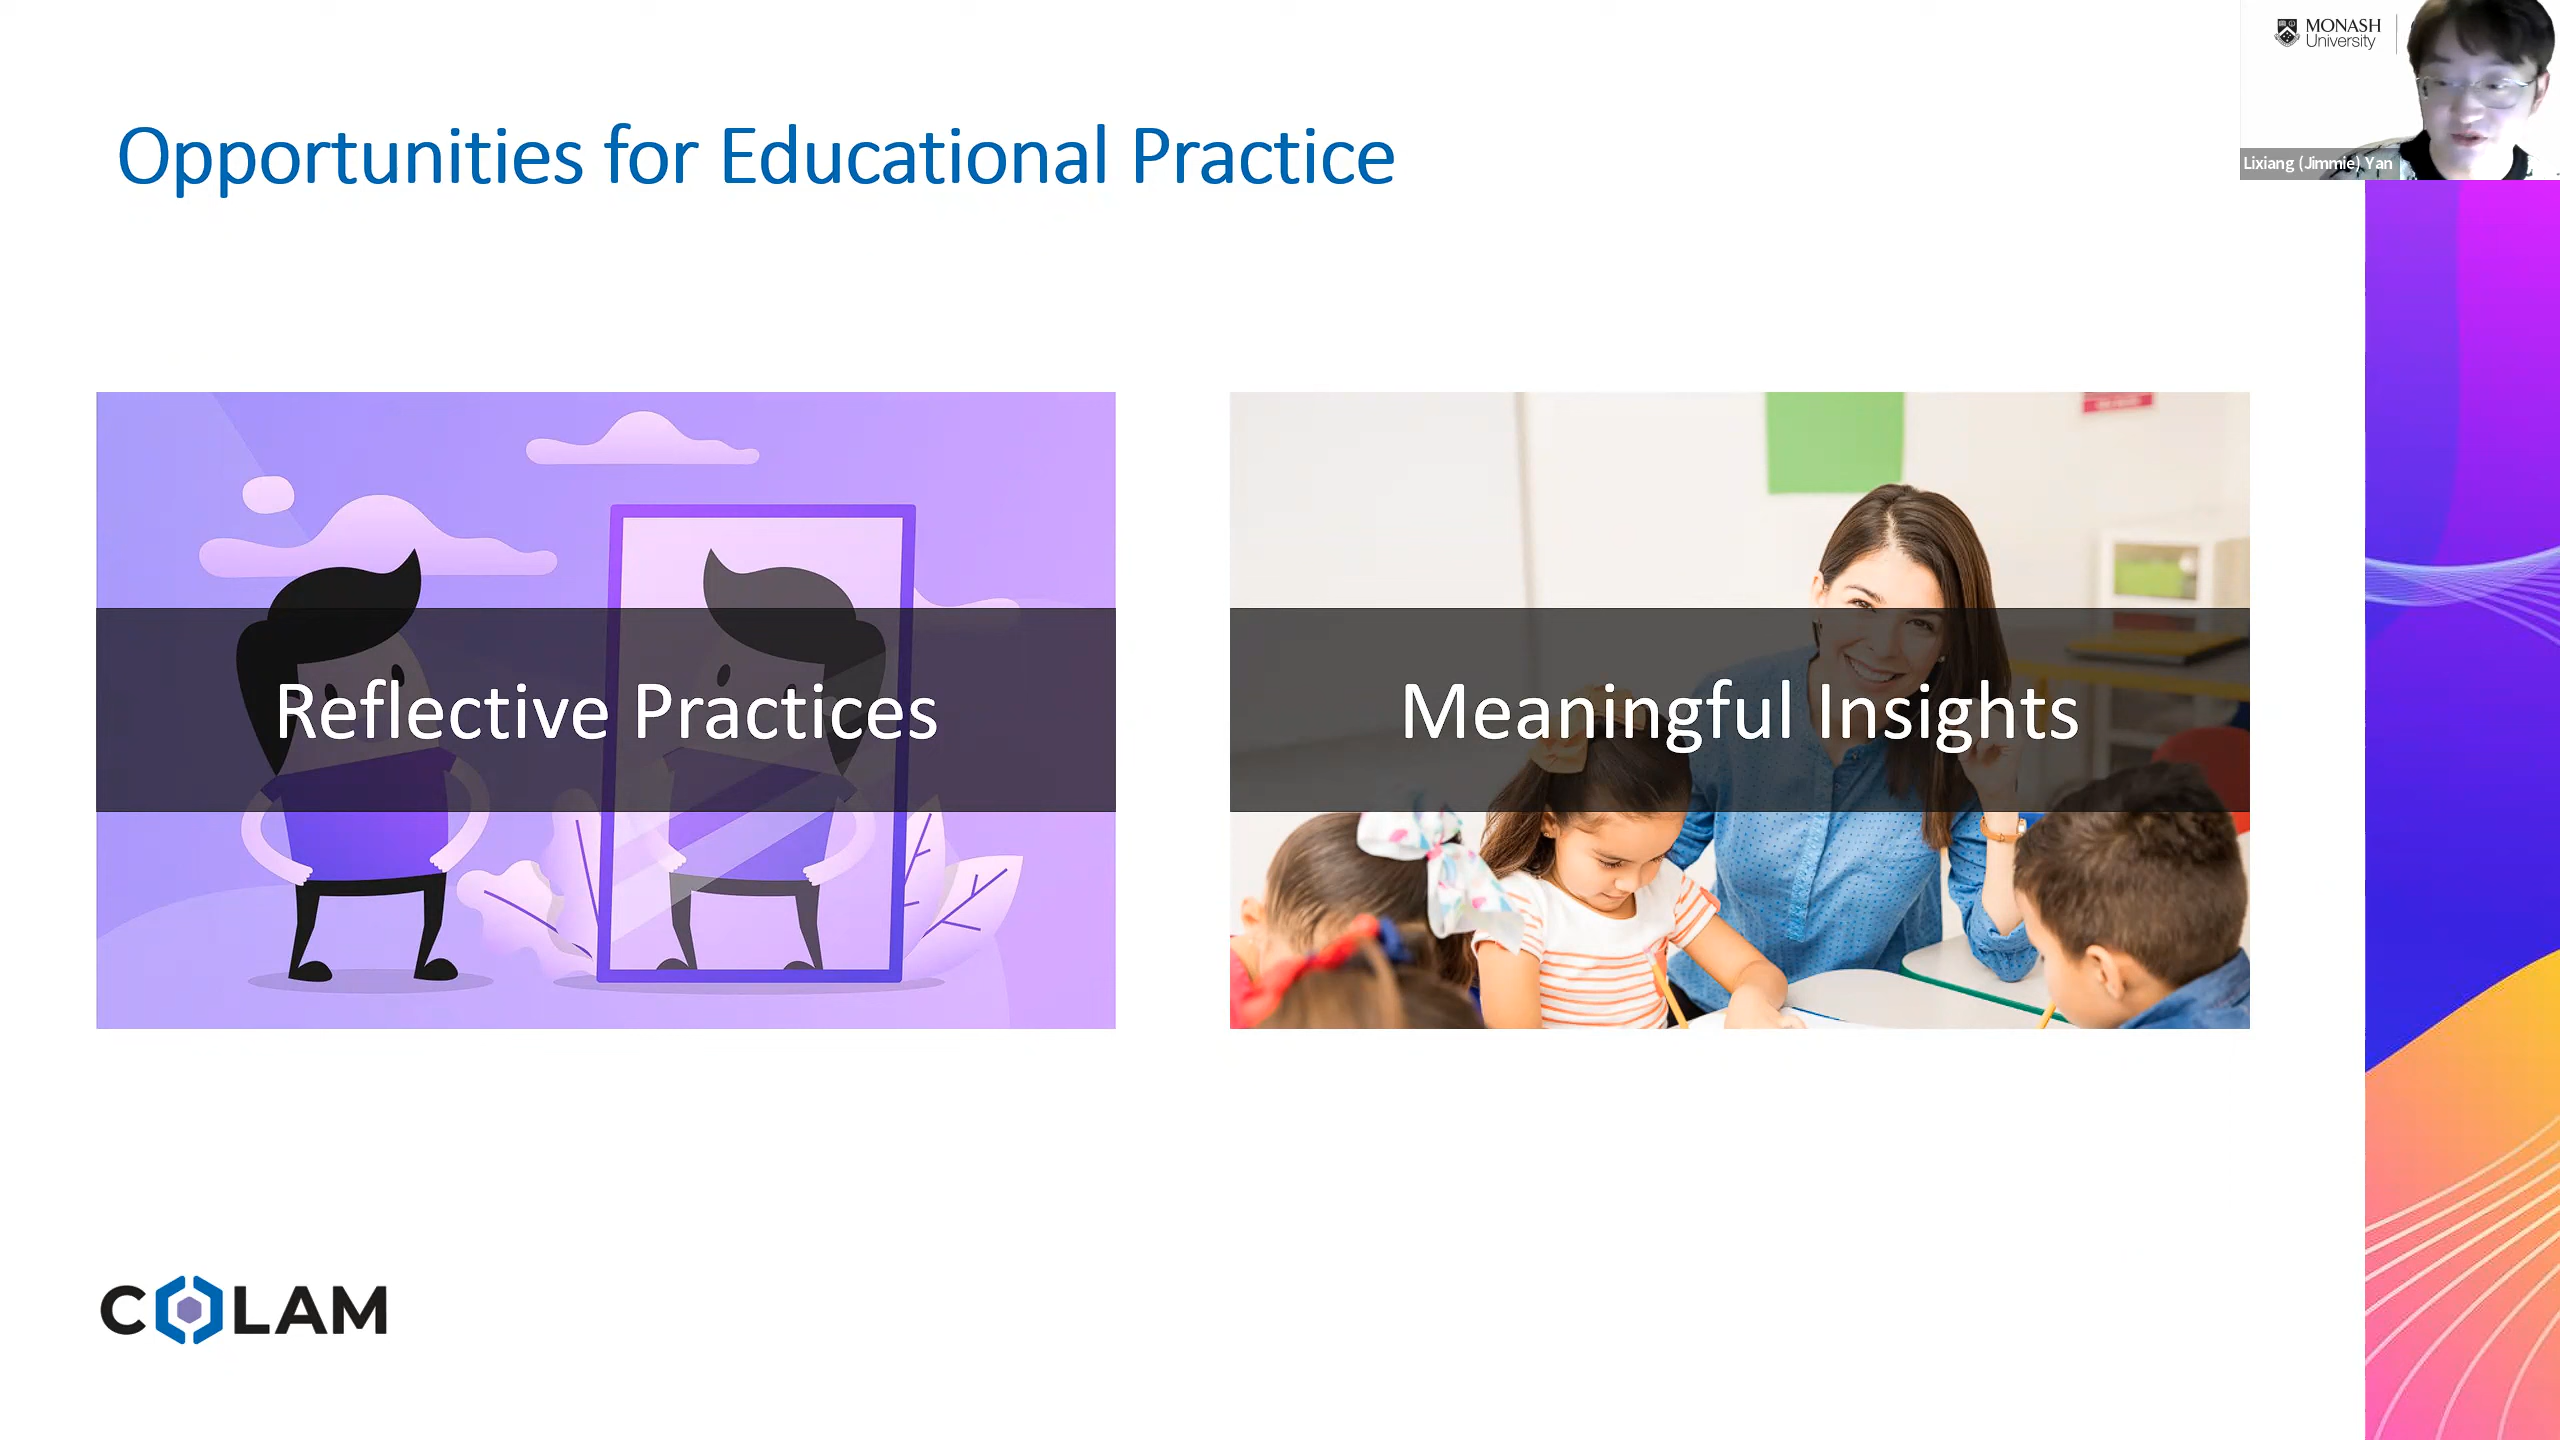 MONASH
University
Lixiang (Jimmie) Yan
Opportunities for Educational Practice
Reflective Practices
Meaningful Insights
COLAM